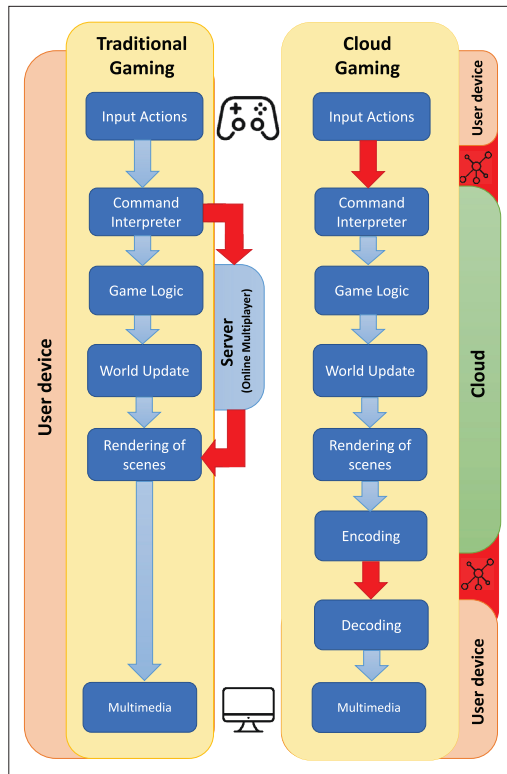 Traditional
Gaming
Input Actions
Command
Interpreter
Game Logic
World Update
Rendering of
scenes
Multimedia
User device
Server
(Online Multiplayer)
Cloud
Gaming
Input Actions
Command
Interpreter
Game Logic
World Update
Rendering of
scenes
Encoding
Decoding
Multimedia
User device
Cloud
User device